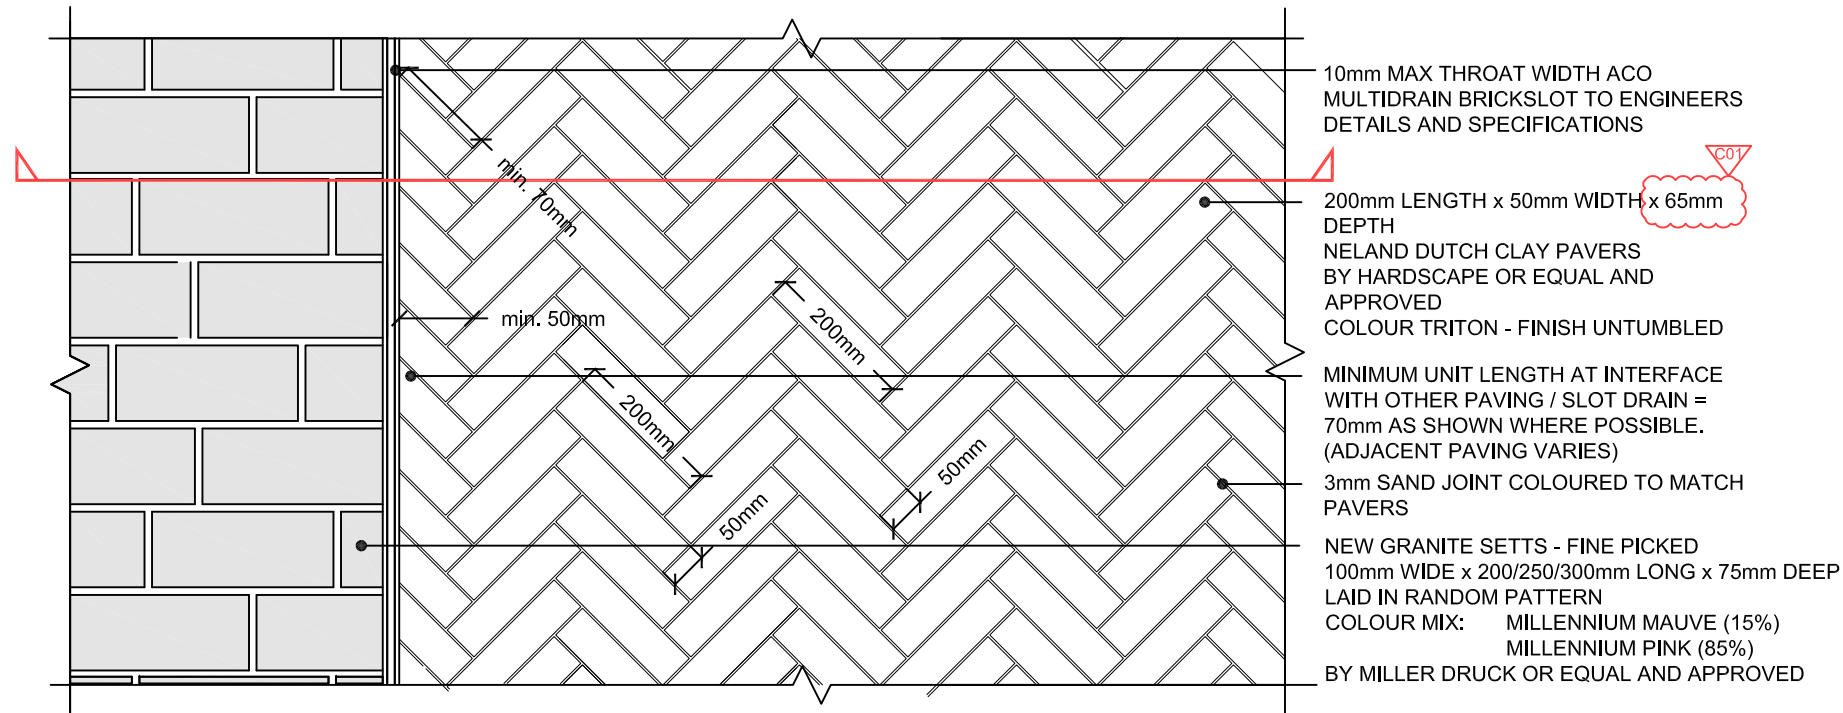 10mm MAX THROAT WIDTH ACO
MULTIDRAIN BRICKSLOT TO ENGINEERS
DETAILS AND SPECIFICATIONS
C01
200mm LENGTH x 50mm WIDTH x 65mm
DEPTH
NELAND DUTCH CLAY PAVERS
BY HARDSCAPE OR EQUAL AND
APPROVED
COLOUR TRITON - FINISH UNTUMBLED
MINIMUM UNIT LENGTH AT INTERFACE
WITH OTHER PAVING / SLOT DRAIN =
70mm AS SHOWN WHERE POSSIBLE.
(ADJACENT PAVING VARIES)
3mm SAND JOINT COLOURED TO MATCH
PAVERS
NEW GRANITE SETTS - FINE PICKED
100mm WIDE x 200/250/300mm LONG x 75mm DEEP
LAID IN RANDOM PATTERN
COLOUR MIX: MILLENNIUM MAUVE (15%)
MILLENNIUM PINK (85%)
BY MILLER DRUCK OR EQUAL AND APPROVED
min. 70mm
min. 50mm
200mm
200mm
50mm
50mm